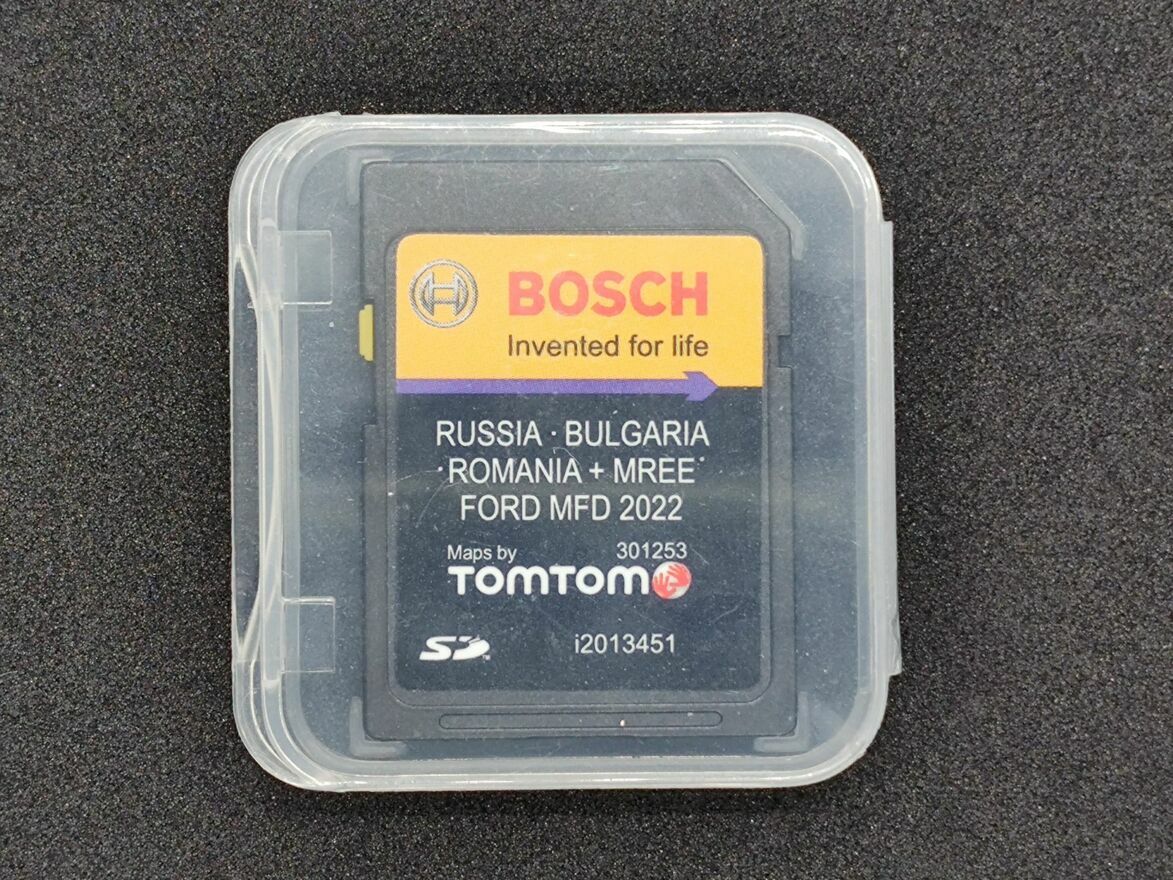 BOSCH
Invented for life
RUSSIA · BULGARIA
·ROMANIA + MREE
FORD MFD 2022
Maps by 301253
TOMTOM
SD i2013451